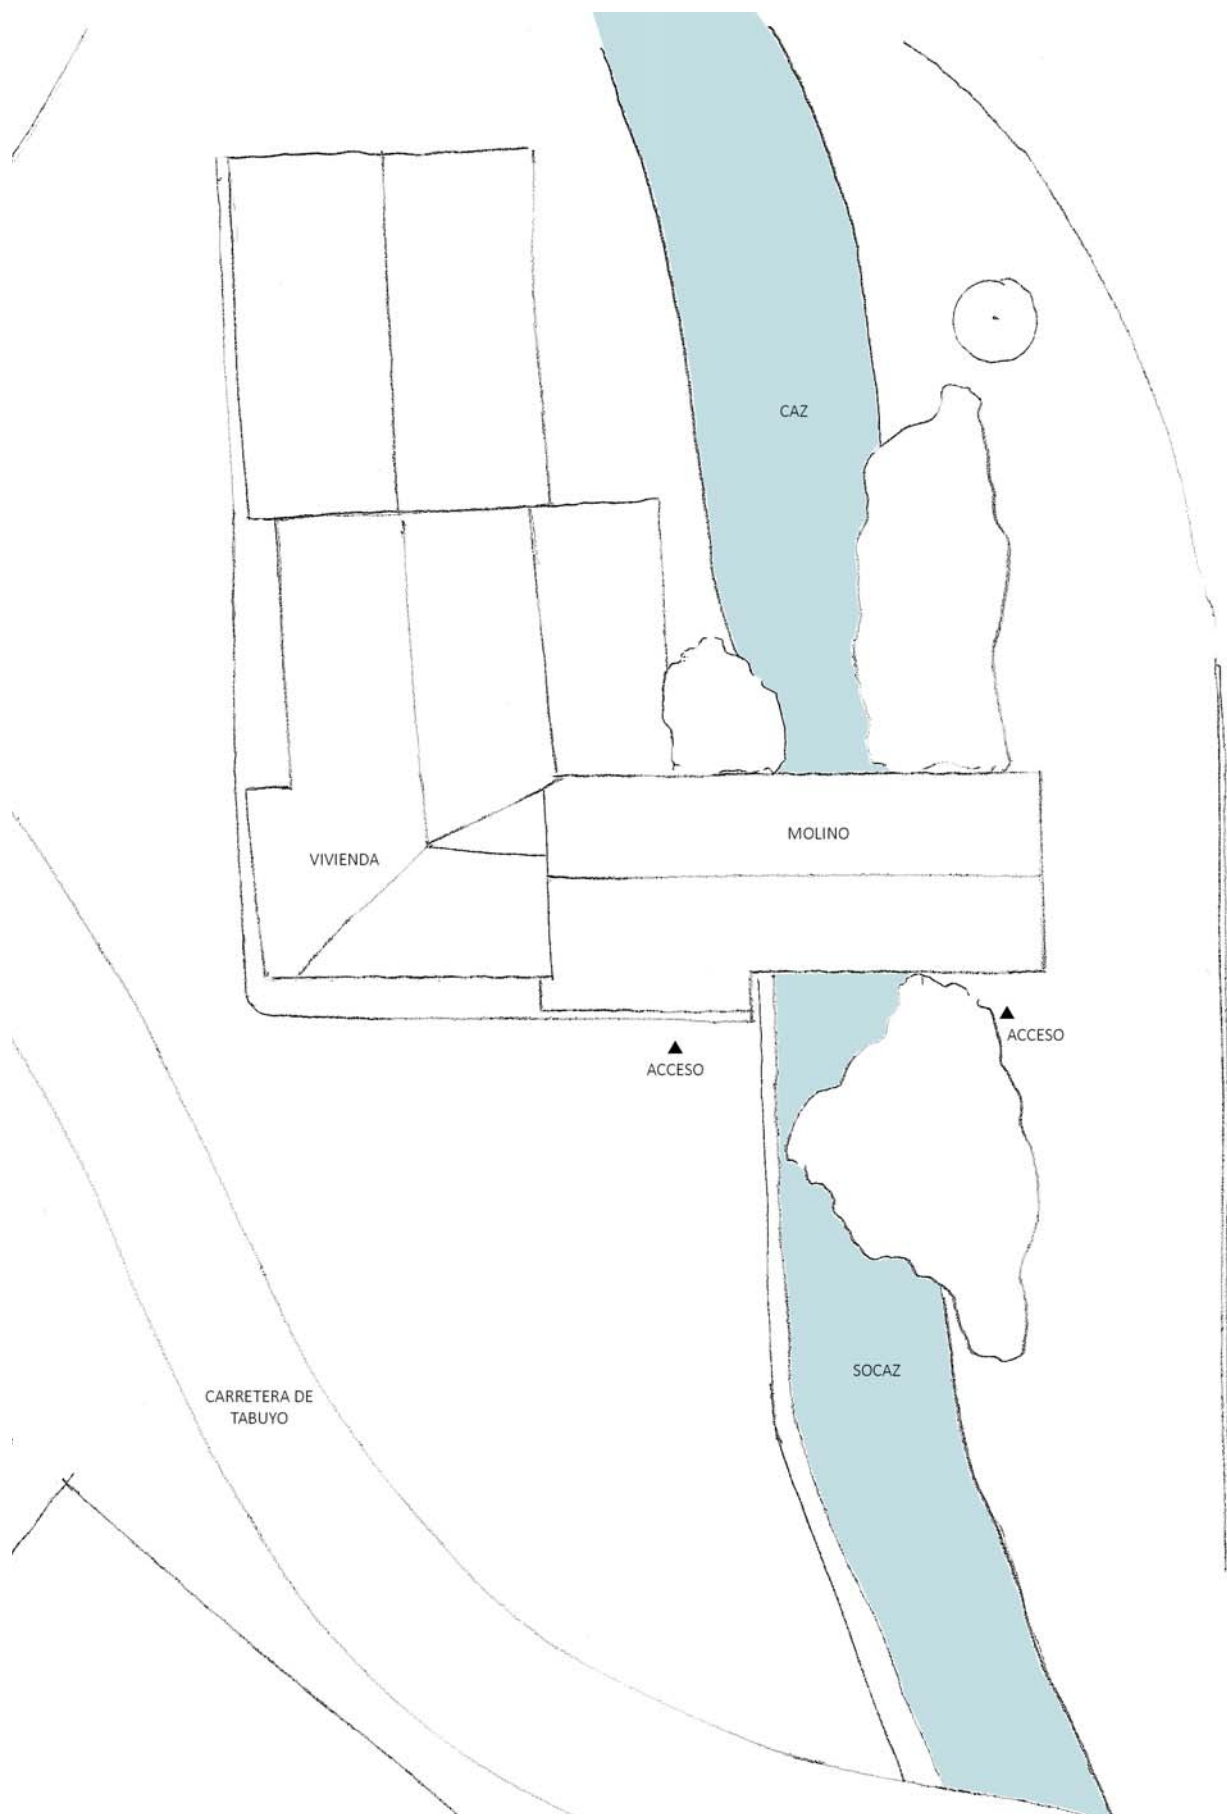 CAZ
MOLINO
VIVIENDA
ACCESO
ACCESO
SOCAZ
CARRETERA DE
TABUYO